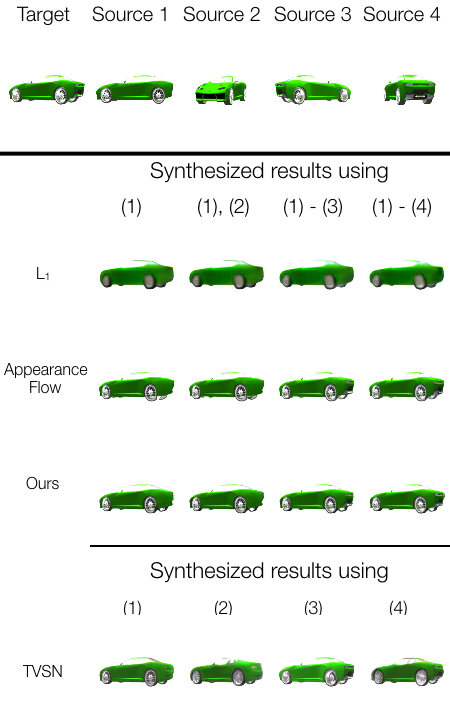 Target Source 1 Source 2 Source 3 Source 4
Synthesized results using
(1) (1), (2) (1) - (3) (1) - (4)
L₁
Appearance
Flow
Ours
Synthesized results using
(1) (2) (3) (4)
TVSN